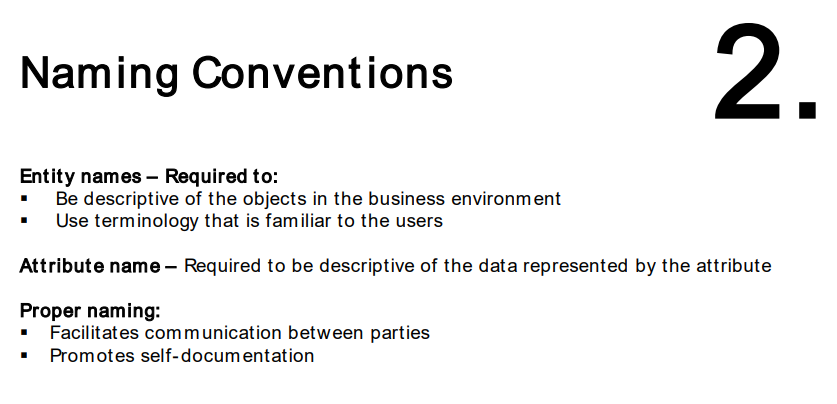 Naming Conventions
2.
Entity names – Required to:
▪ Be descriptive of the objects in the business environment
▪ Use terminology that is familiar to the users
Attribute name – Required to be descriptive of the data represented by the attribute
Proper naming:
▪ Facilitates communication between parties
▪ Promotes self-documentation